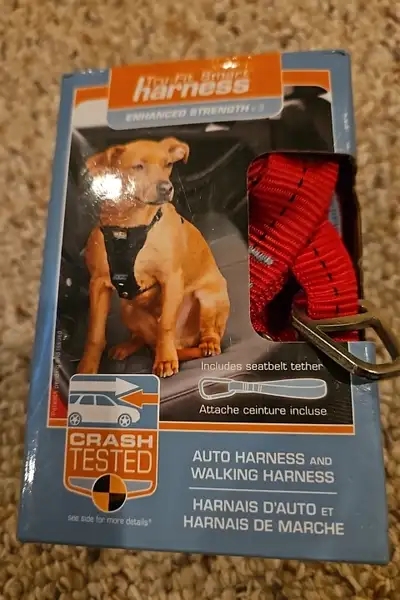 Tru Fit Smart
harness
ENHANCED STRENGTH
Includes seatbelt tether
Attache ceinture incluse
CRASH
TESTED
see side for more details*
AUTO HARNESS AND
WALKING HARNESS
HARNAIS D'AUTO ET
HARNAIS DE MARCHE